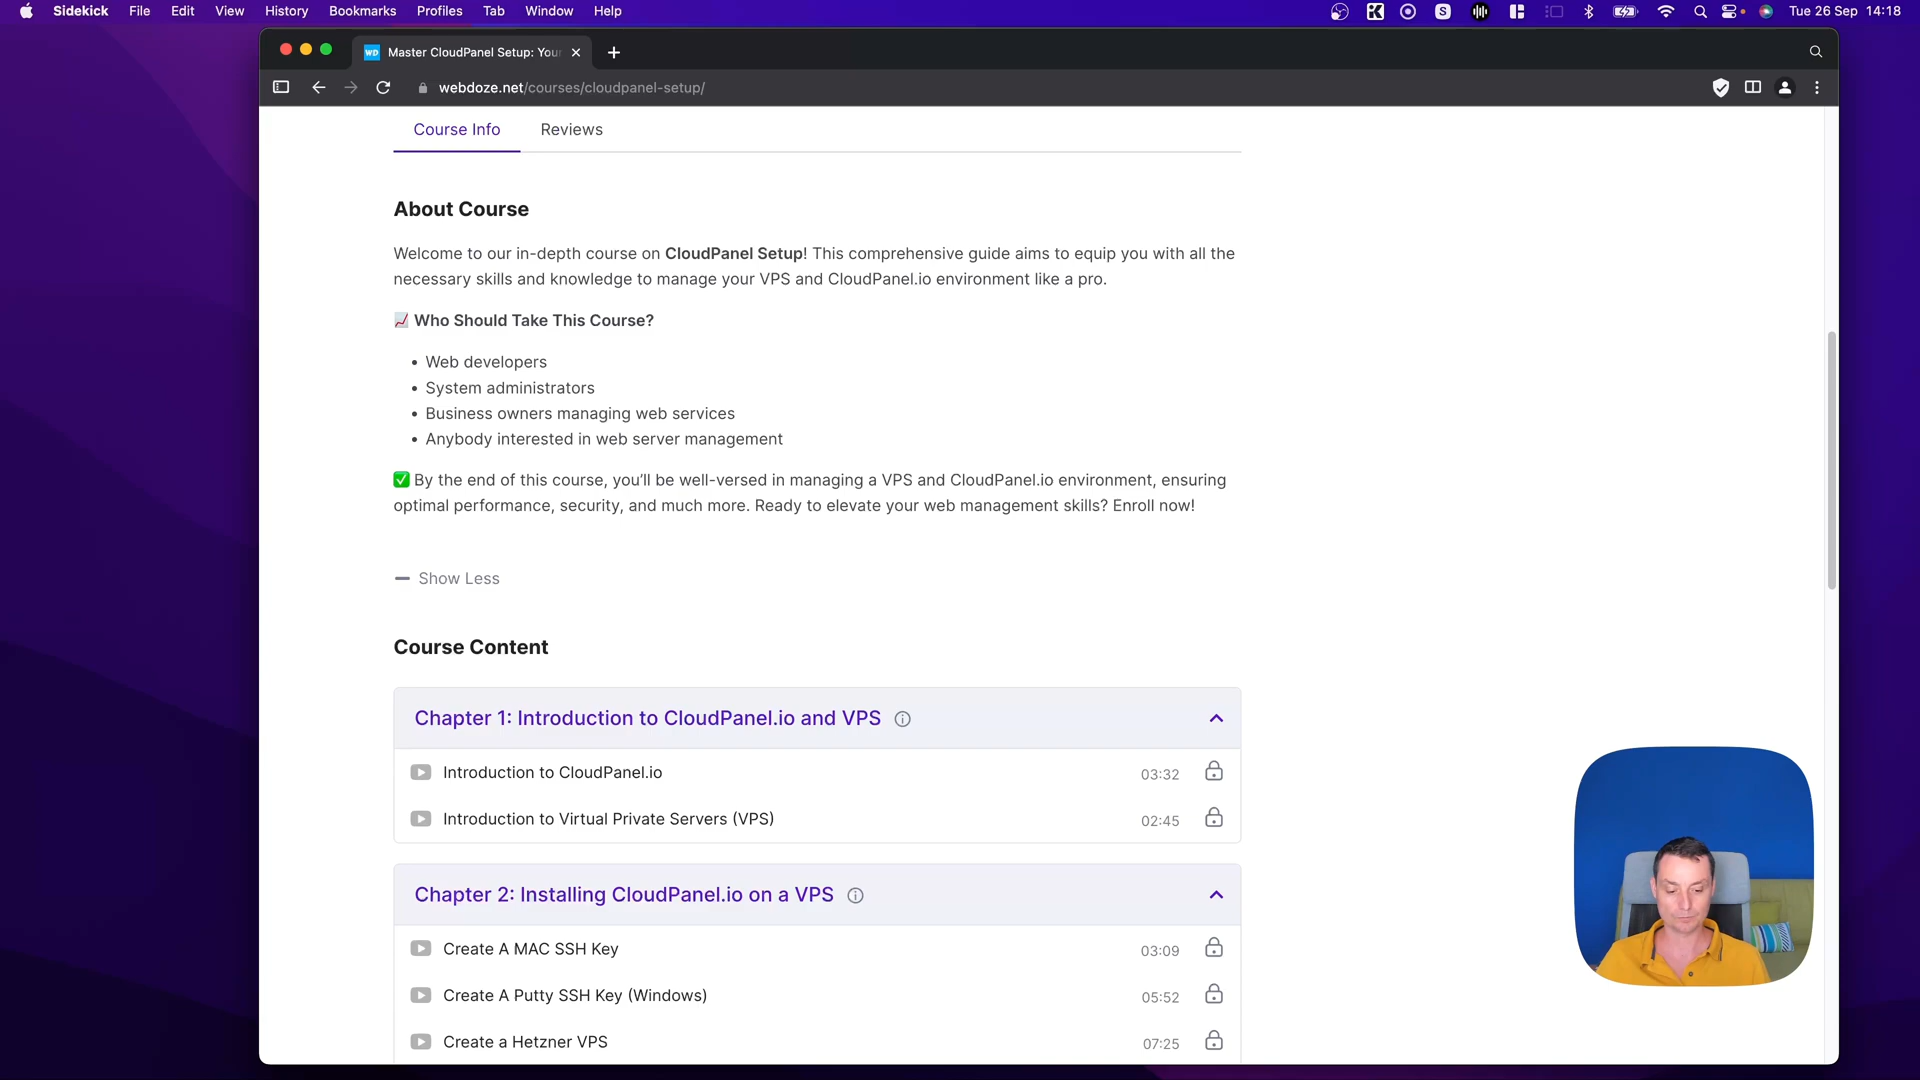 Sidekick File Edit View History Bookmarks Profiles Tab Window Help Tue 26 Sep 14:18
WD Master CloudPanel Setup: You
webdoze.net/courses/cloudpanel-setup/
Course Info Reviews
About Course
Welcome to our in-depth course on CloudPanel Setup! This comprehensive guide aims to equip you with all the
necessary skills and knowledge to manage your VPS and CloudPanel.io environment like a pro.
📈 Who Should Take This Course?
• Web developers
• System administrators
• Business owners managing web services
• Anybody interested in web server management
✅ By the end of this course, you’ll be well-versed in managing a VPS and CloudPanel.io environment, ensuring
optimal performance, security, and much more. Ready to elevate your web management skills? Enroll now!
Show Less
Course Content
Chapter 1: Introduction to CloudPanel.io and VPS
Introduction to CloudPanel.io 03:32
Introduction to Virtual Private Servers (VPS) 02:45
Chapter 2: Installing CloudPanel.io on a VPS
Create A MAC SSH Key 03:09
Create A Putty SSH Key (Windows) 05:52
Create a Hetzner VPS 07:25